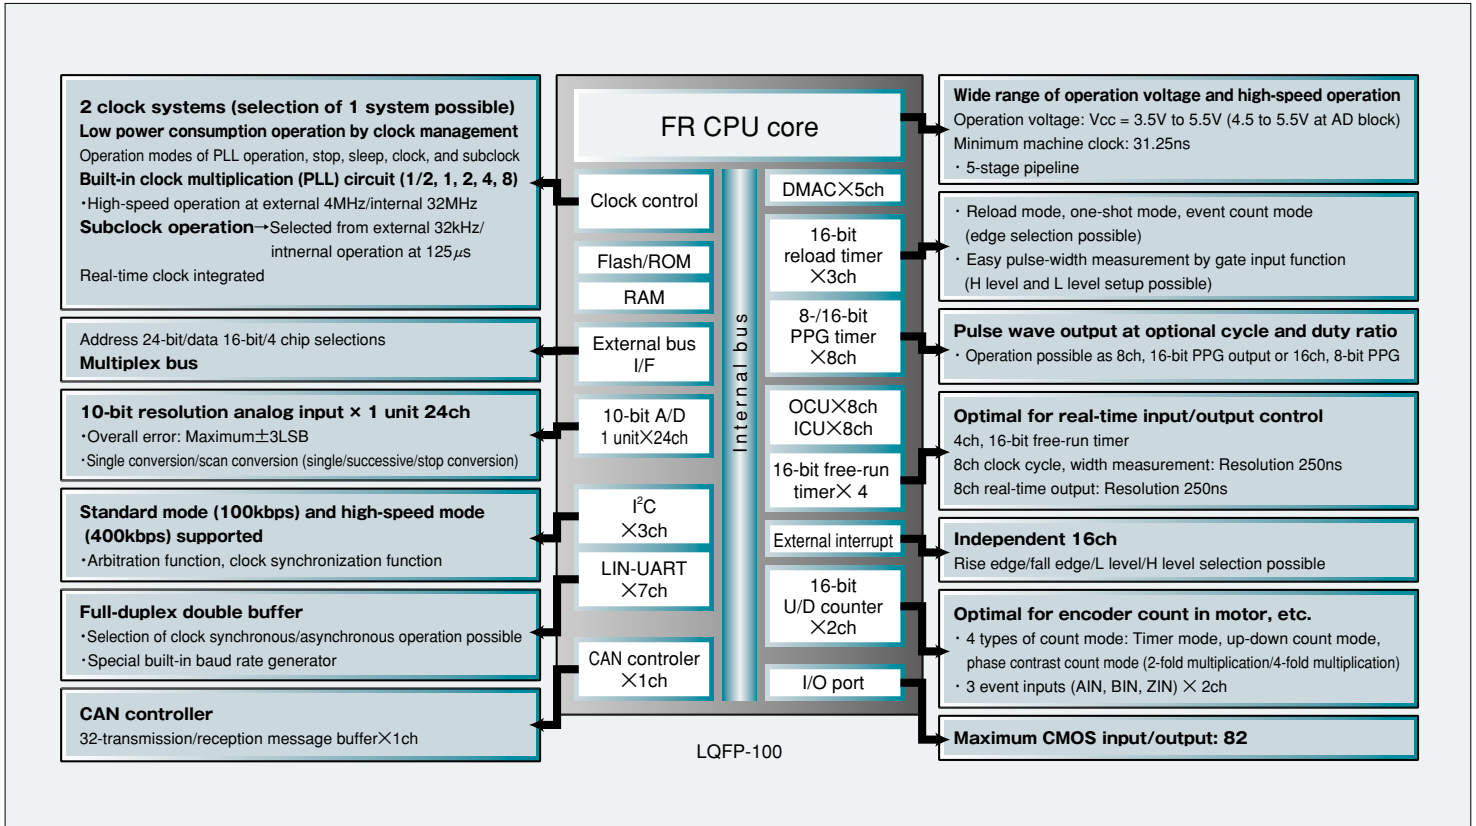 2 clock systems (selection of 1 system possible)
Low power consumption operation by clock management
Operation modes of PLL operation, stop, sleep, clock, and subclock
Built-in clock multiplication (PLL) circuit (1/2, 1, 2, 4, 8)
・High-speed operation at external 4MHz/internal 32MHz
Subclock operation→Selected from external 32kHz/
intnernal operation at 125μs
Real-time clock integrated
Address 24-bit/data 16-bit/4 chip selections
Multiplex bus
10-bit resolution analog input × 1 unit 24ch
・Overall error: Maximum±3LSB
・Single conversion/scan conversion (single/successive/stop conversion)
Standard mode (100kbps) and high-speed mode
(400kbps) supported
・Arbitration function, clock synchronization function
Full-duplex double buffer
・Selection of clock synchronous/asynchronous operation possible
・Special built-in baud rate generator
CAN controller
32-transmission/reception message buffer×1ch
FR CPU core
Clock control
Flash/ROM
RAM
External bus
I/F
10-bit A/D
1 unit×24ch
I²C
×3ch
LIN-UART
×7ch
CAN controler
×1ch
Internal bus
DMAC×5ch
16-bit
reload timer
×3ch
8-/16-bit
PPG timer
×8ch
OCU×8ch
ICU×8ch
16-bit free-run
timer× 4
External interrupt
16-bit
U/D counter
×2ch
I/O port
LQFP-100
Wide range of operation voltage and high-speed operation
Operation voltage: Vcc = 3.5V to 5.5V (4.5 to 5.5V at AD block)
Minimum machine clock: 31.25ns
・5-stage pipeline
・Reload mode, one-shot mode, event count mode
(edge selection possible)
・Easy pulse-width measurement by gate input function
(H level and L level setup possible)
Pulse wave output at optional cycle and duty ratio
・Operation possible as 8ch, 16-bit PPG output or 16ch, 8-bit PPG
Optimal for real-time input/output control
4ch, 16-bit free-run timer
8ch clock cycle, width measurement: Resolution 250ns
8ch real-time output: Resolution 250ns
Independent 16ch
Rise edge/fall edge/L level/H level selection possible
Optimal for encoder count in motor, etc.
・4 types of count mode: Timer mode, up-down count mode,
phase contrast count mode (2-fold multiplication/4-fold multiplication)
・3 event inputs (AIN, BIN, ZIN) × 2ch
Maximum CMOS input/output: 82